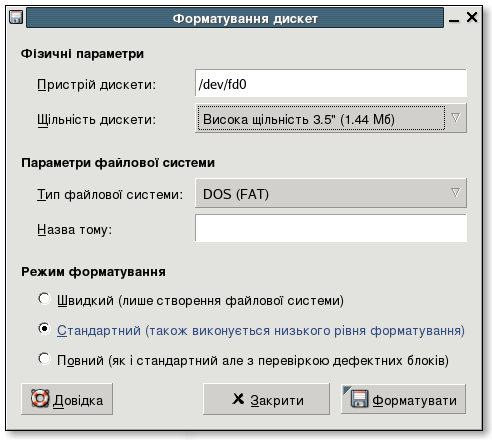 Форматування дискет
Фізичні параметри
Пристрій дискети: /dev/fd0
Щільність дискети: Висока щільність 3.5" (1.44 Мб)
Параметри файлової системи
Тип файлової системи: DOS (FAT)
Назва тому:
Режим форматування
Швидкий (лише створення файлової системи)
Стандартний (також виконується низького рівня форматування)
Повний (як і стандартний але з перевіркою дефектних блоків)
Довідка Закрити Форматувати